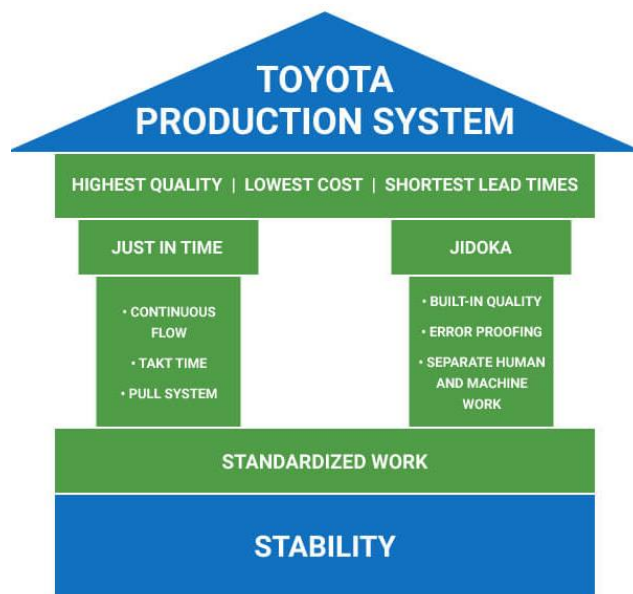 TOYOTA
PRODUCTION SYSTEM
HIGHEST QUALITY | LOWEST COST | SHORTEST LEAD TIMES
JUST IN TIME
• CONTINUOUS
FLOW
• TAKT TIME
• PULL SYSTEM
JIDOKA
• BUILT-IN QUALITY
• ERROR PROOFING
• SEPARATE HUMAN
AND MACHINE
WORK
STANDARDIZED WORK
STABILITY